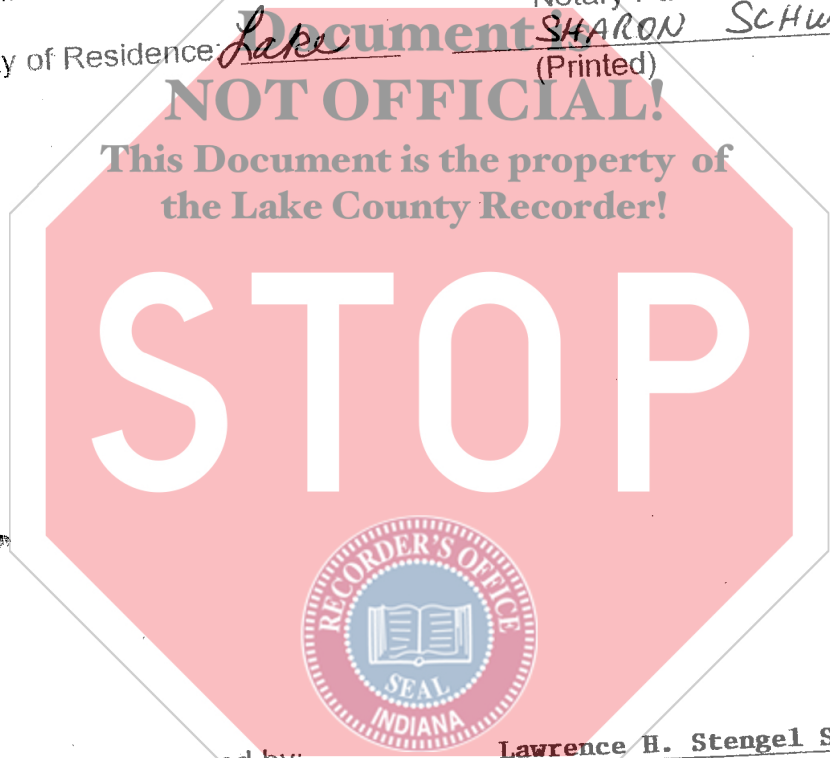 Document is
SHARON SCHW
y of Residence: Lake
(Printed)
NOT OFFICIAL!
This Document is the property of
the Lake County Recorder!
STOP
RECORDER'S OFFICE
SEAL
INDIANA
d by:
Lawrence H. Stengel S